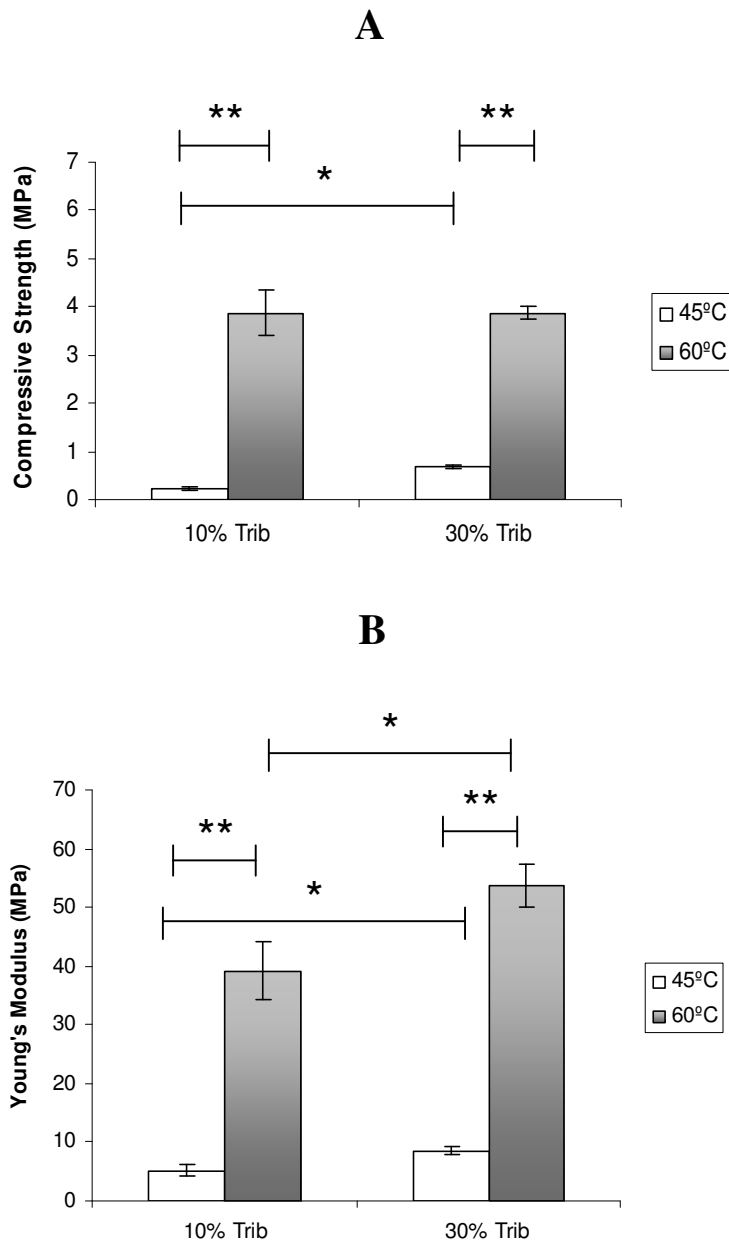 A
** **
*
7
6
5
4
3
2
1
0
Compressive Strength (MPa)
10% Trib 30% Trib
45ºC
60ºC
B
*
** **
*
70
60
50
40
30
20
10
0
Young's Modulus (MPa)
10% Trib 30% Trib
45ºC
60ºC